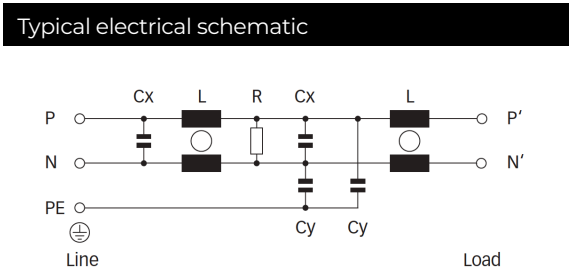 Typical electrical schematic
Cx L R Cx L
P P′
N N′
PE
Cy Cy
Line Load